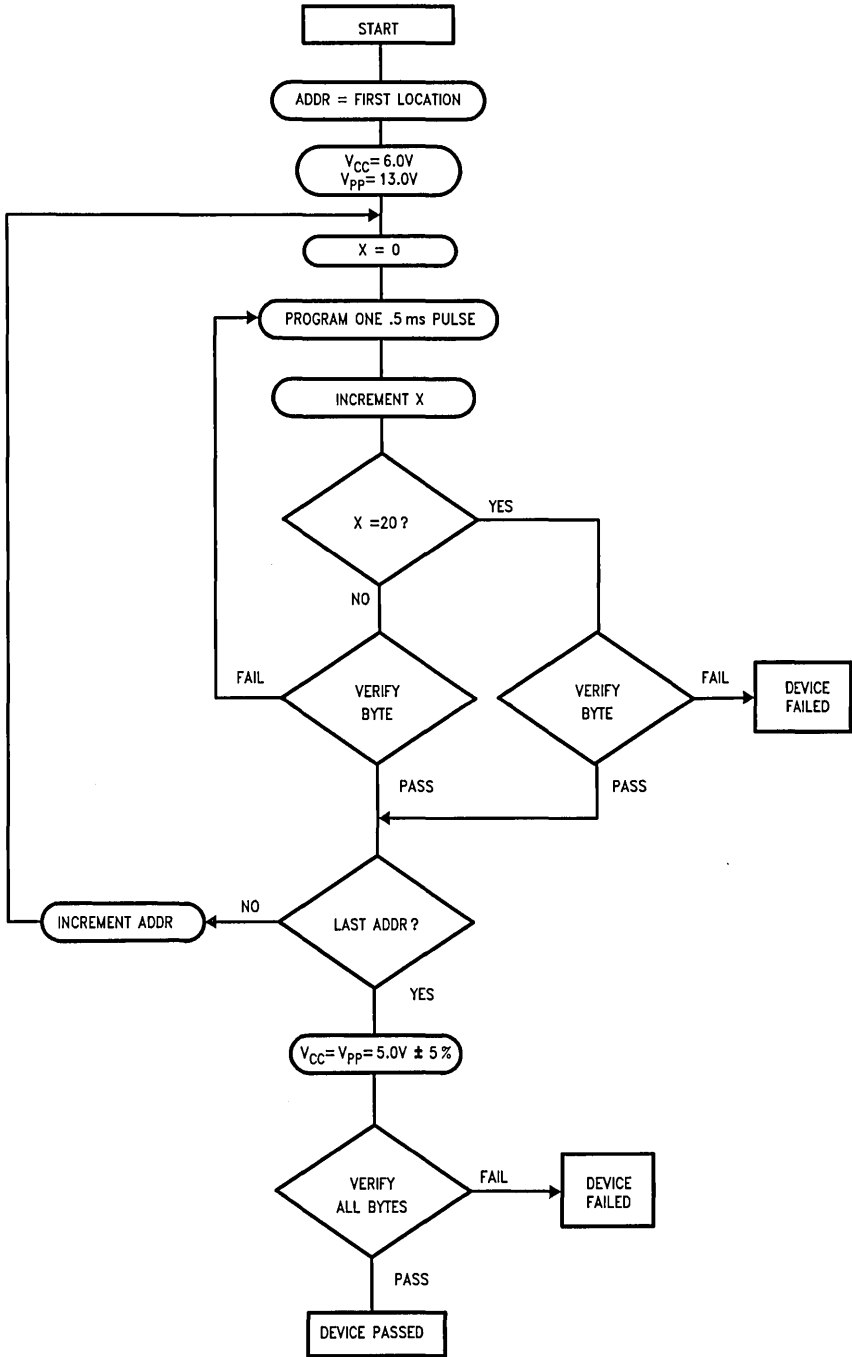 START
ADDR = FIRST LOCATION
VCC= 6.0V
VPP= 13.0V
X = 0
PROGRAM ONE .5 ms PULSE
INCREMENT X
X =20 ?
YES
NO
FAIL
VERIFY
BYTE
VERIFY
BYTE
FAIL
DEVICE
FAILED
PASS
PASS
INCREMENT ADDR
NO
LAST ADDR ?
YES
VCC= VPP= 5.0V ± 5 %
VERIFY
ALL BYTES
FAIL
DEVICE
FAILED
PASS
DEVICE PASSED